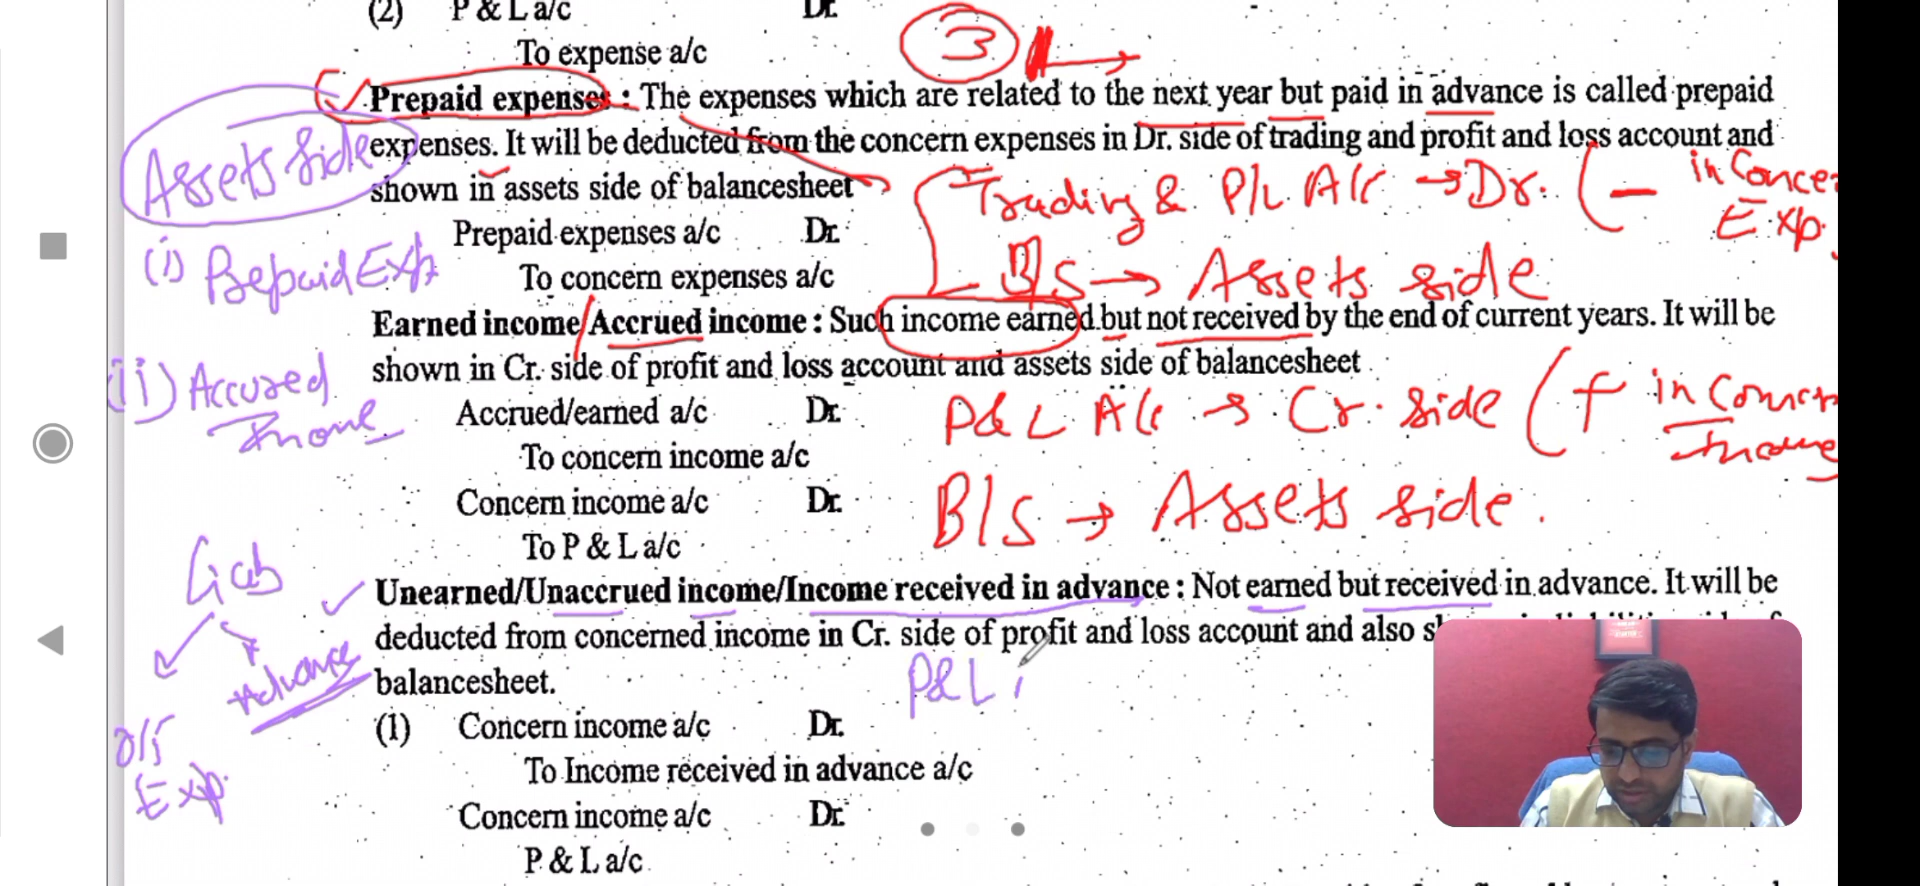 (2) P & L a/c Dr.
To expense a/c
3
Prepaid expenses : The expenses which are related to the next year but paid in advance is called prepaid
expenses. It will be deducted from the concern expenses in Dr. side of trading and profit and loss account and
shown in assets side of balancesheet
Assets side
Trading & P/L A/c → Dr. (-
in Conce
Exp.
Prepaid expenses a/c Dr.
(i) Prepaid Exp.
To concern expenses a/c
B/S → Assets side
Earned income/Accrued income : Such income earned but not received by the end of current years. It will be
shown in Cr. side of profit and loss account and assets side of balancesheet
(ii) Accured
Inome
Accrued/earned a/c Dr.
P&L A/c → Cr. side (+ in Concer
Income
To concern income a/c
Concern income a/c Dr.
B/S → Assets side.
To P & L a/c
Liab
Unearned/Unaccrued income/Income received in advance : Not earned but received in advance. It will be
deducted from concerned income in Cr. side of profit and loss account and also
balancesheet.
Advance
P&L
(1) Concern income a/c Dr.
O/S
Exp.
To Income received in advance a/c
Concern income a/c Dr.
P & L a/c